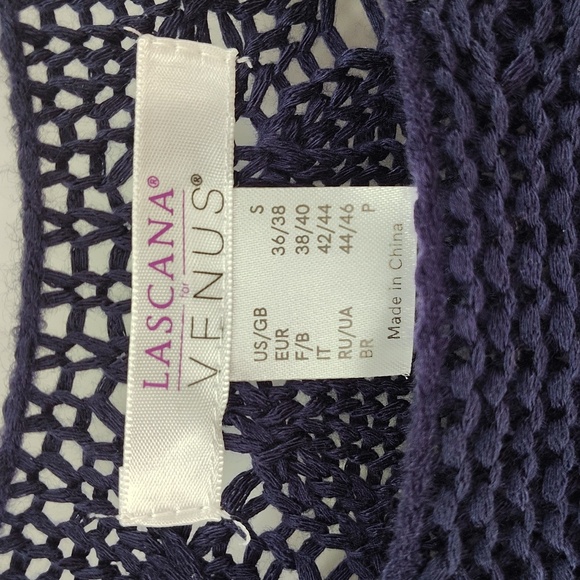 LASCANA®
for
VENUS®
US/GB S
EUR 36/38
F/B 38/40
IT 42/44
RU/UA 44/46
BR P
Made in China